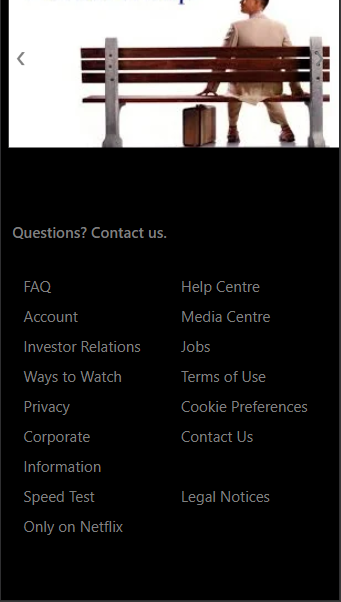 Questions? Contact us.
FAQ
Help Centre
Account
Media Centre
Investor Relations
Jobs
Ways to Watch
Terms of Use
Privacy
Cookie Preferences
Corporate
Information
Contact Us
Speed Test
Legal Notices
Only on Netflix